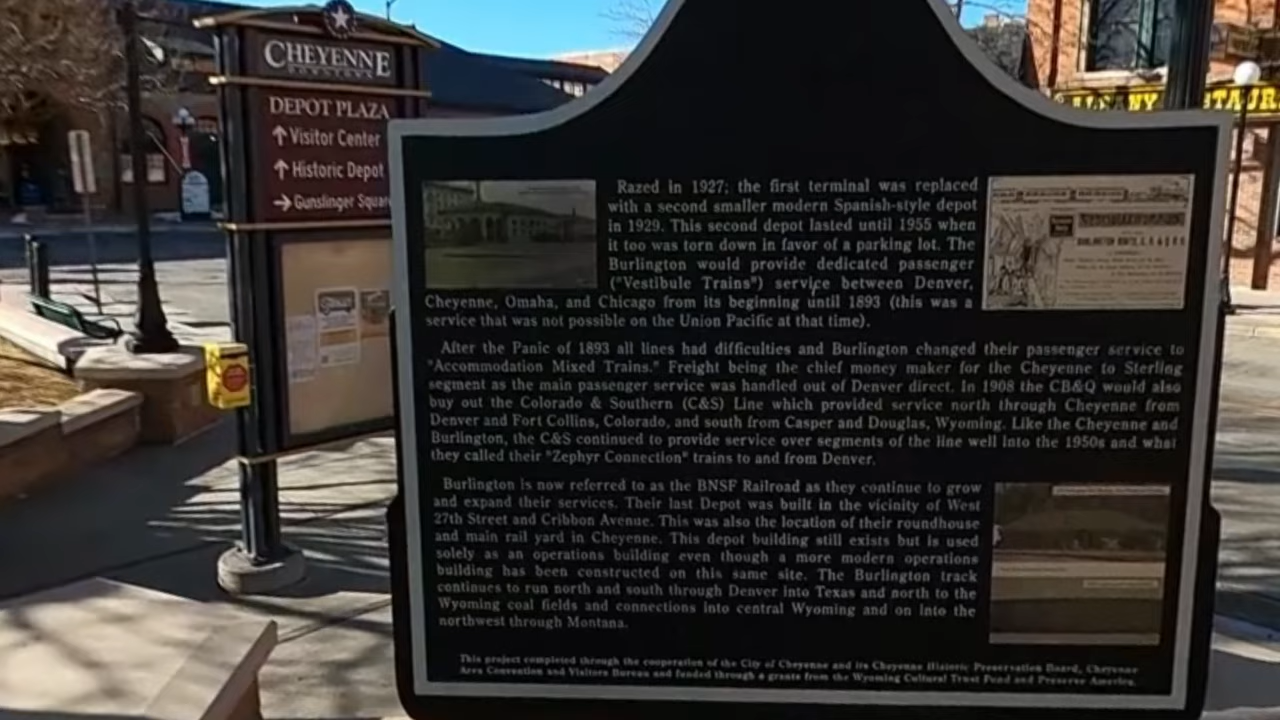 CHEYENNE
DOWNTOWN
DEPOT PLAZA
↑ Visitor Center
↑ Historic Depot
→ Gunslinger Square
Razed in 1927; the first terminal was replaced
with a second smaller modern Spanish-style depot
in 1929. This second depot lasted until 1955 when
it too was torn down in favor of a parking lot. The
Burlington would provide dedicated passenger
("Vestibule Trains") service between Denver,
Cheyenne, Omaha, and Chicago from its beginning until 1893 (this was a
service that was not possible on the Union Pacific at that time).
After the Panic of 1893 all lines had difficulties and Burlington changed their passenger service to
"Accommodation Mixed Trains." Freight being the chief money maker for the Cheyenne to Sterling
segment as the main passenger service was handled out of Denver direct. In 1908 the CB&Q would also
buy out the Colorado & Southern (C&S) Line which provided service north through Cheyenne from
Denver and Fort Collins, Colorado, and south from Casper and Douglas, Wyoming. Like the Cheyenne and
Burlington, the C&S continued to provide service over segments of the line well into the 1950s and what
they called their "Zephyr Connection" trains to and from Denver.
Burlington is now referred to as the BNSF Railroad as they continue to grow
and expand their services. Their last Depot was built in the vicinity of West
27th Street and Cribbon Avenue. This was also the location of their roundhouse
and main rail yard in Cheyenne. This depot building still exists but is used
solely as an operations building even though a more modern operations
building has been constructed on this same site. The Burlington track
continues to run north and south through Denver into Texas and north to the
Wyoming coal fields and connections into central Wyoming and on into the
northwest through Montana.
This project completed through the cooperation of the City of Cheyenne and its Cheyenne Historic Preservation Board, Cheyenne
Area Convention and Visitors Bureau and funded through a grants from the Wyoming Cultural Trust Fund and Preserve America.
ALBANY RESTAUR